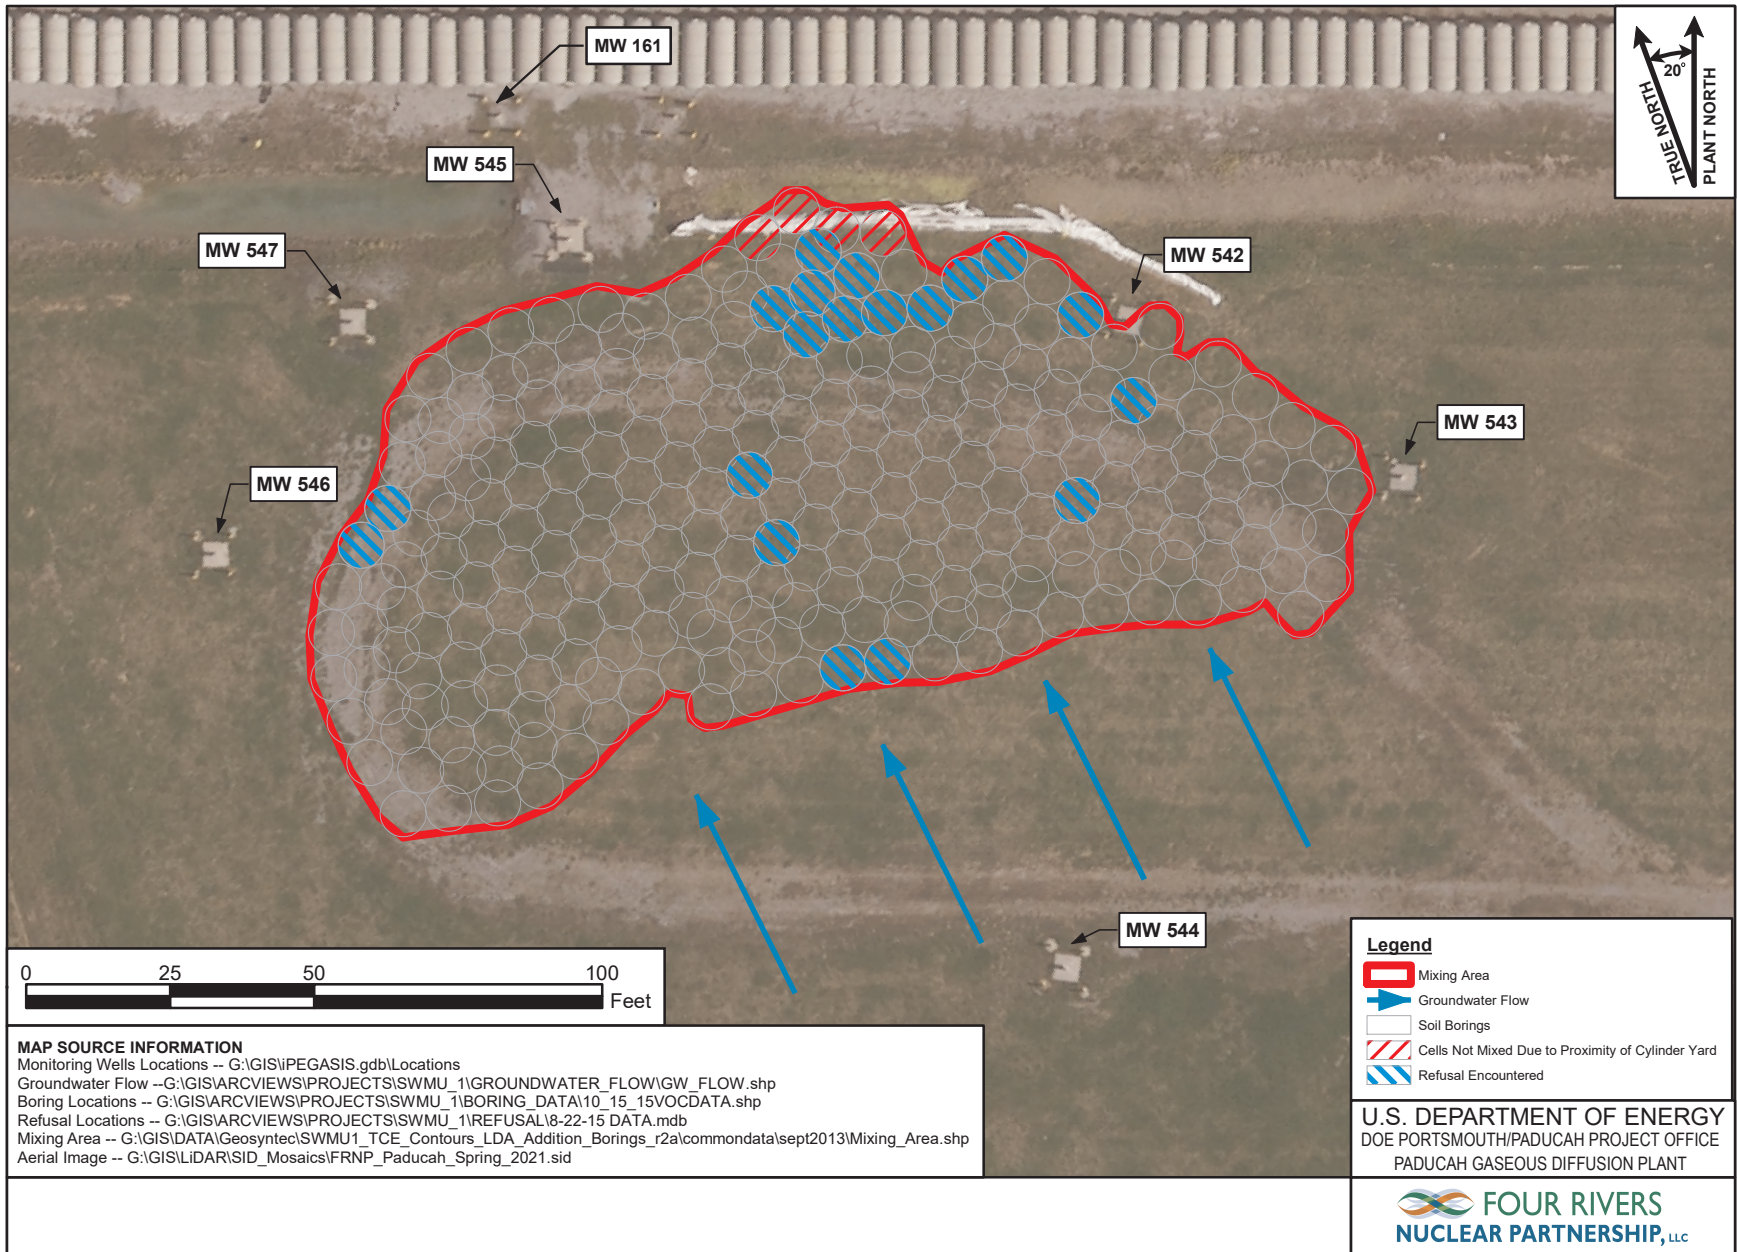 MW 161
MW 545
MW 547
MW 542
MW 543
MW 546
MW 544
20°
TRUE NORTH
PLANT NORTH
0 25 50 100
Feet
MAP SOURCE INFORMATION
Monitoring Wells Locations -- G:\GIS\iPEGASIS.gdb\Locations
Groundwater Flow --G:\GIS\ARCVIEWS\PROJECTS\SWMU_1\GROUNDWATER_FLOW\GW_FLOW.shp
Boring Locations -- G:\GIS\ARCVIEWS\PROJECTS\SWMU_1\BORING_DATA\10_15_15VOCDATA.shp
Refusal Locations -- G:\GIS\ARCVIEWS\PROJECTS\SWMU_1\REFUSAL\8-22-15 DATA.mdb
Mixing Area -- G:\GIS\DATA\Geosyntec\SWMU1_TCE_Contours_LDA_Addition_Borings_r2a\commondata\sept2013\Mixing_Area.shp
Aerial Image -- G:\GIS\LiDAR\SID_Mosaics\FRNP_Paducah_Spring_2021.sid
Legend
Mixing Area
Groundwater Flow
Soil Borings
Cells Not Mixed Due to Proximity of Cylinder Yard
Refusal Encountered
U.S. DEPARTMENT OF ENERGY
DOE PORTSMOUTH/PADUCAH PROJECT OFFICE
PADUCAH GASEOUS DIFFUSION PLANT
FOUR RIVERS
NUCLEAR PARTNERSHIP, LLC